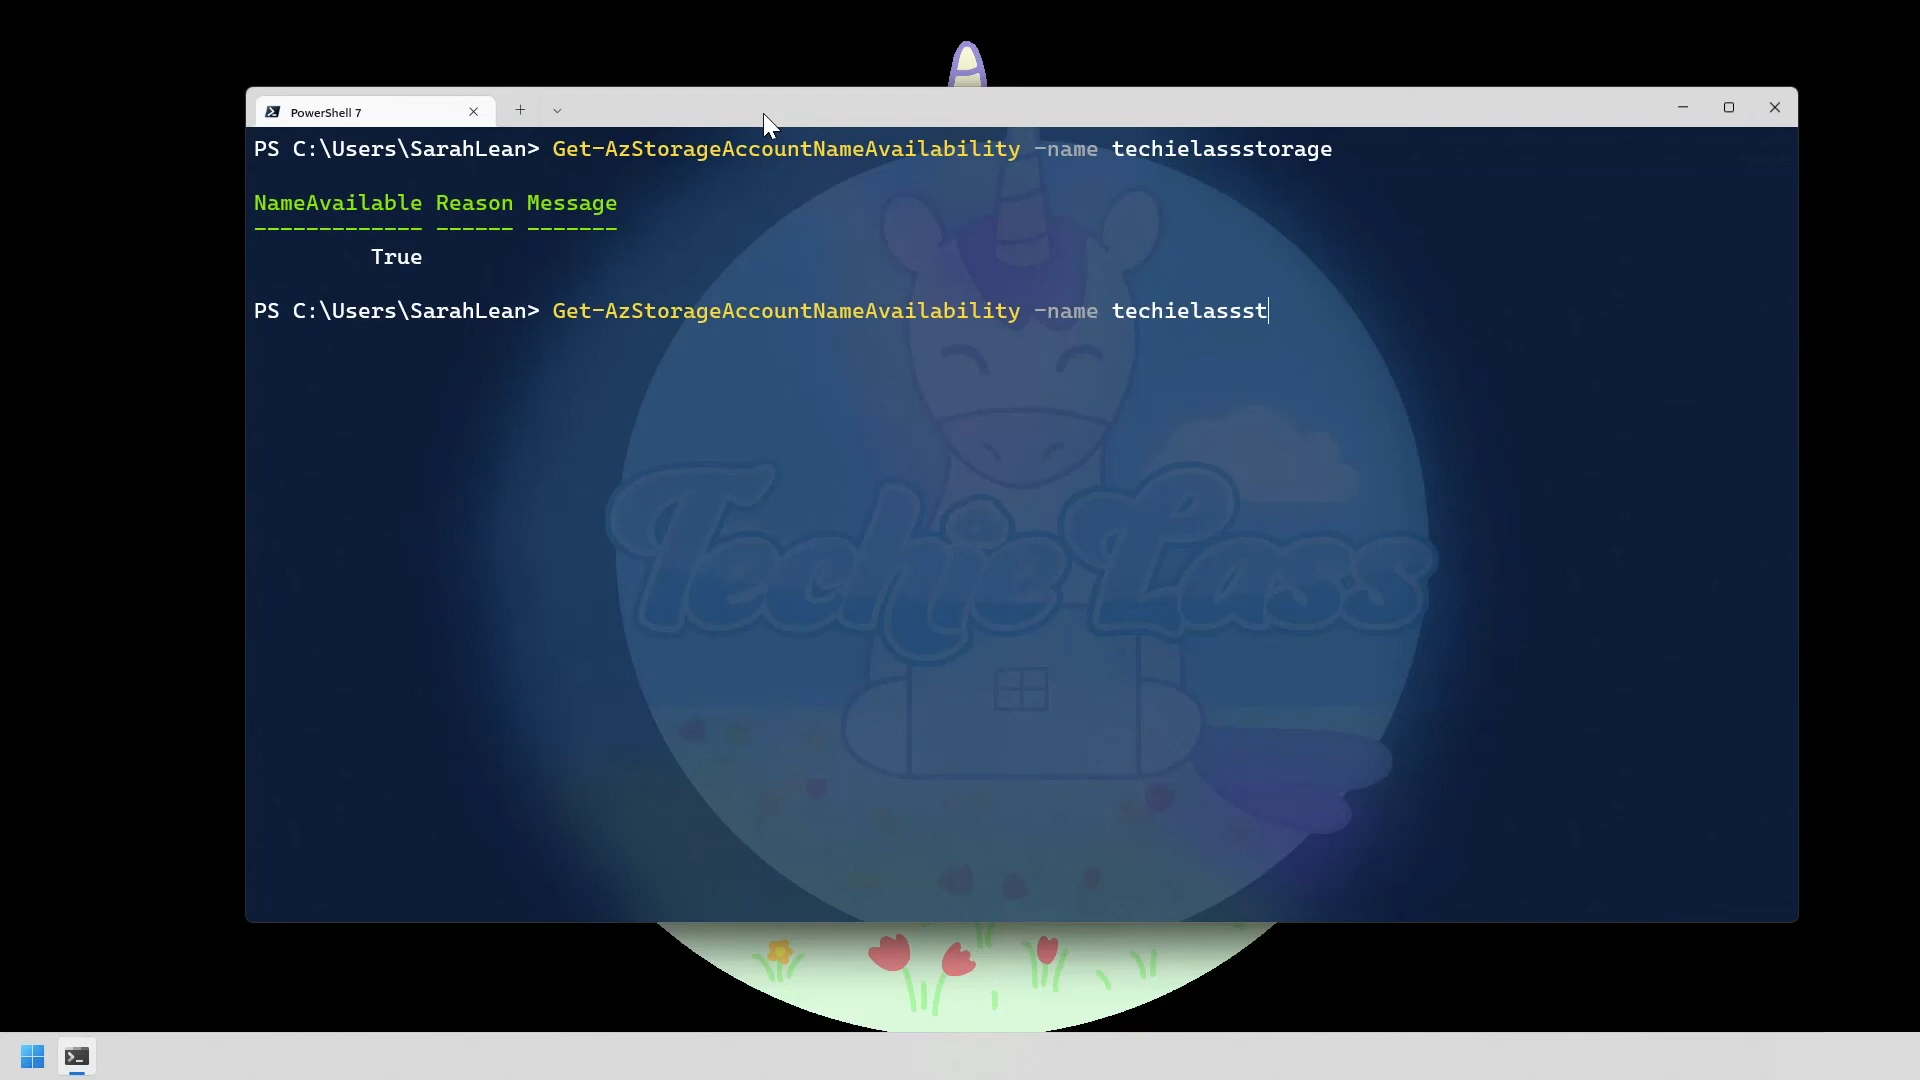 PowerShell 7
PS C:\Users\SarahLean> Get-AzStorageAccountNameAvailability -name techielassstorage
NameAvailable Reason Message
------------- ------ -------
True
PS C:\Users\SarahLean> Get-AzStorageAccountNameAvailability -name techielassst
Techie Lass